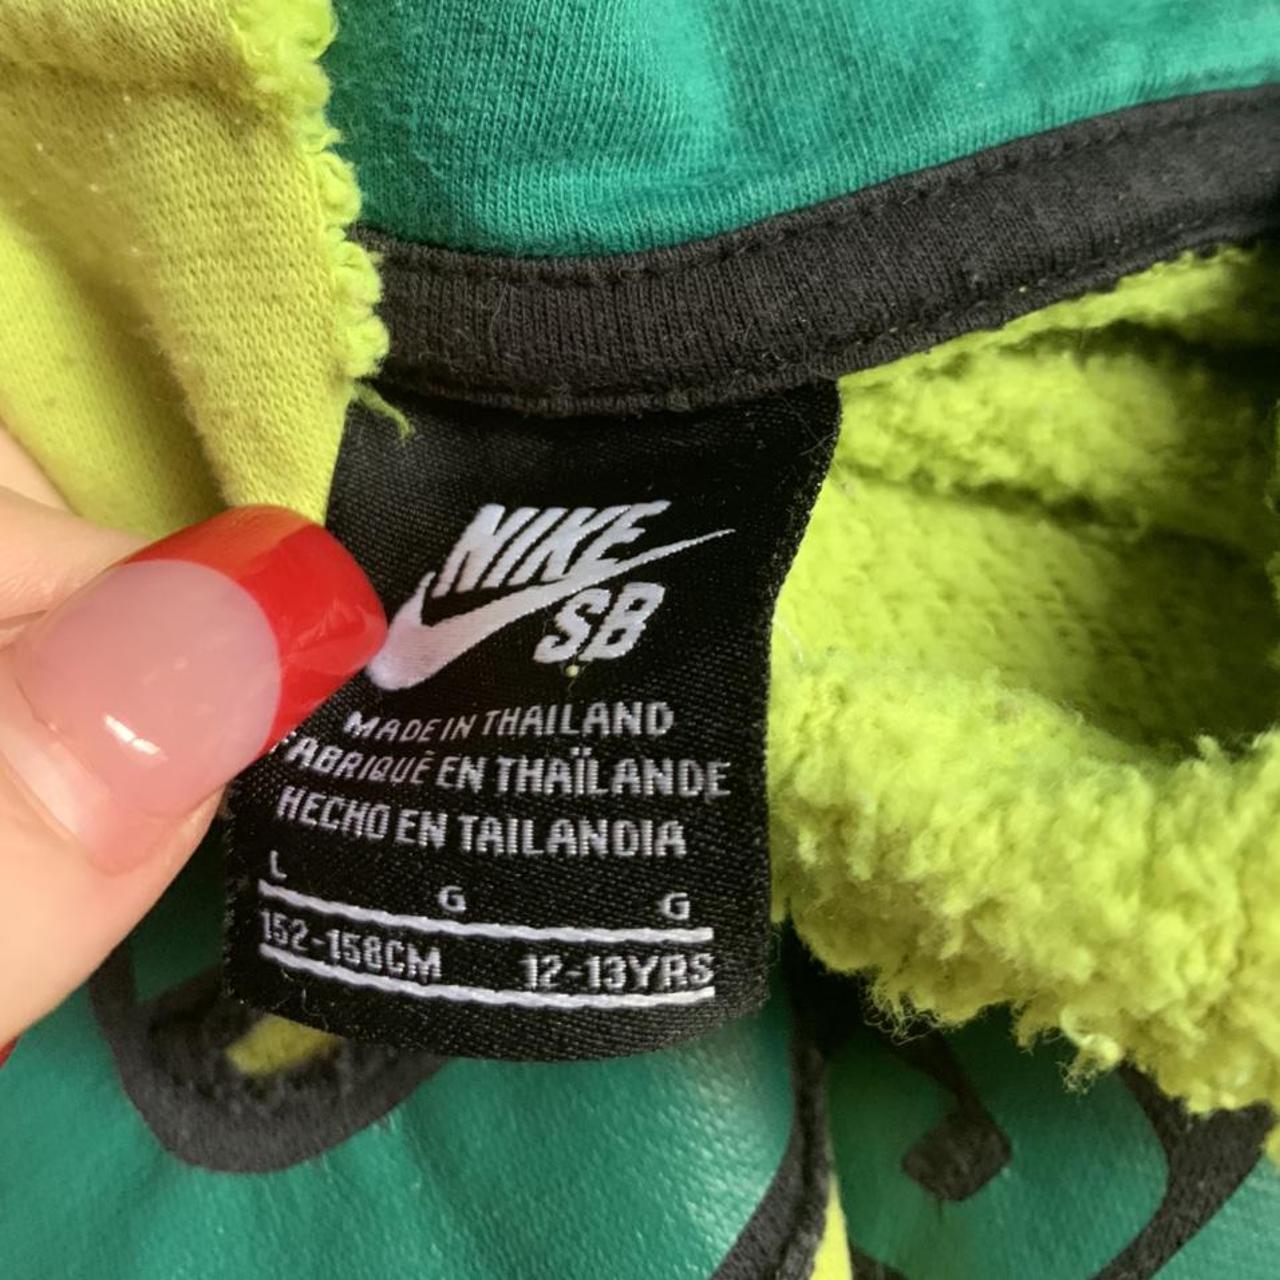 NIKE
SB
MADE IN THAILAND
FABRIQUÉ EN THAÏLANDE
HECHO EN TAILANDIA
L G G
152-158CM 12-13YRS